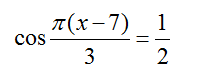 cos π(x−7)/3 = 1/2